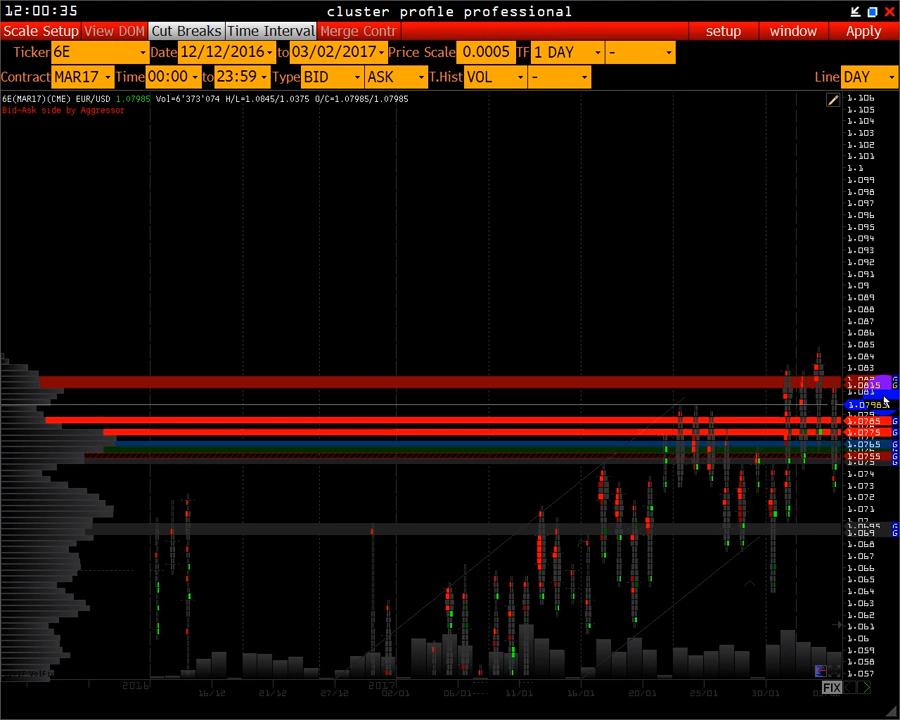 12:00:35 cluster profile professional
Scale Setup View DOM Cut Breaks Time Interval Merge Contr setup window Apply
Ticker 6E Date 12/12/2016 to 03/02/2017 Price Scale 0.0005 TF 1 DAY -
Contract MAR17 Time 00:00 to 23:59 Type BID ASK T.Hist VOL - Line DAY
6E(MAR17)(CME) EUR/USD 1.07985 Vol=6'373'074 H/L=1.0845/1.0375 O/C=1.07985/1.07985
Bid-Ask side by Aggressor
1.106
1.105
1.104
1.103
1.102
1.101
1.1
1.099
1.098
1.097
1.096
1.095
1.094
1.093
1.092
1.091
1.09
1.089
1.088
1.087
1.086
1.085
1.084
1.083
1.0815 G
1.081
1.07985
1.0785 G
1.0775 G
1.0765 G
1.0755 G
1.075 G
1.074
1.073
1.072
1.071
1.0695 G
1.069 G
1.068
1.067
1.066
1.065
1.064
1.063
1.062
1.061
1.06
1.059
1.058
1.057
FIX
2016 16/12 21/12 27/12 2017 02/01 06/01 11/01 16/01 20/01 25/01 30/01